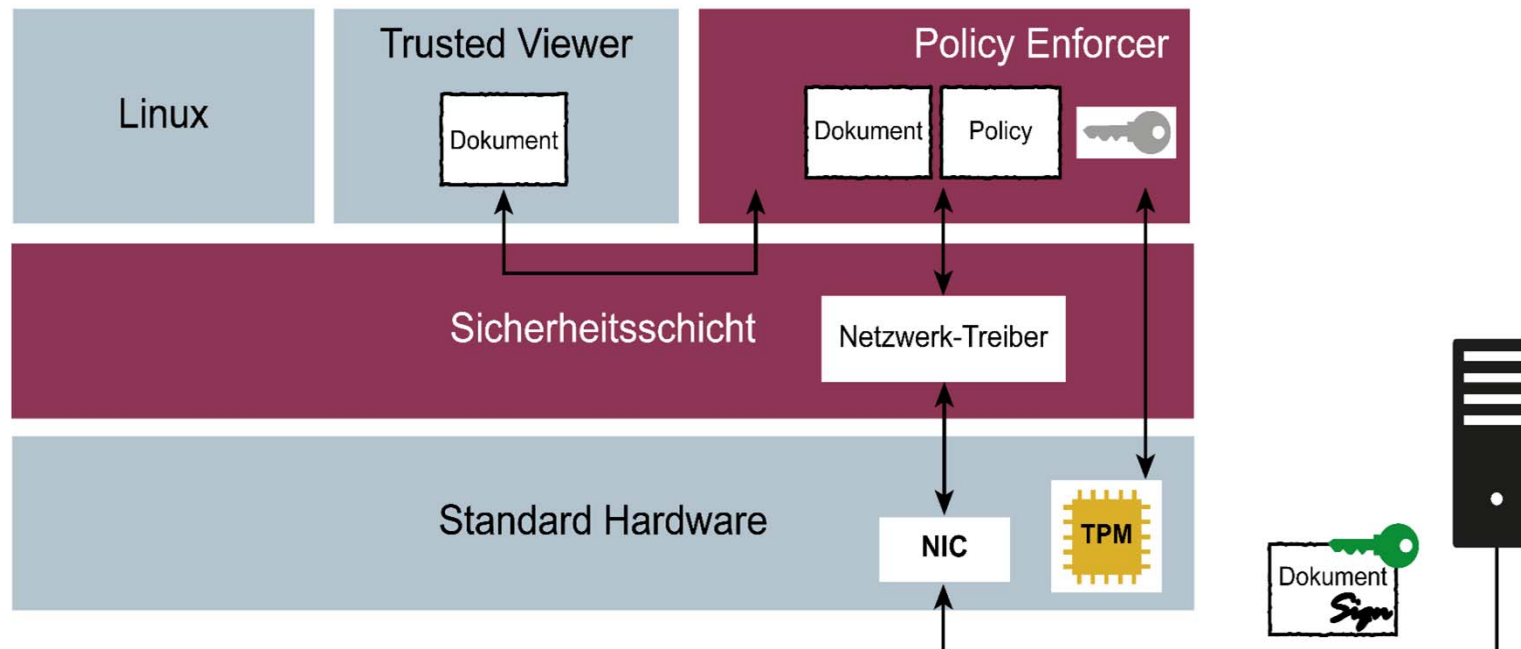 Linux
Trusted Viewer
Dokument
Policy Enforcer
Dokument
Policy
Sicherheitsschicht
Netzwerk-Treiber
Standard Hardware
NIC
TPM
Dokument
Sign